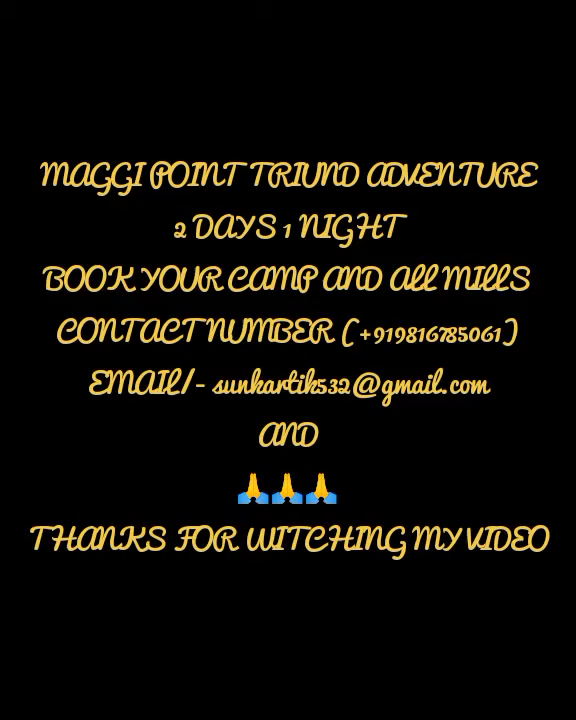 MAGGI POINT TRIUND ADVENTURE
2 DAYS 1 NIGHT
BOOK YOUR CAMP AND All MIllS
CONTACT NUMBER (+919816785061)
EMAIl/- sunkartik532@gmail.com
AND
🙏🙏🙏
THANKS FOR WITCHING MY VIDEO